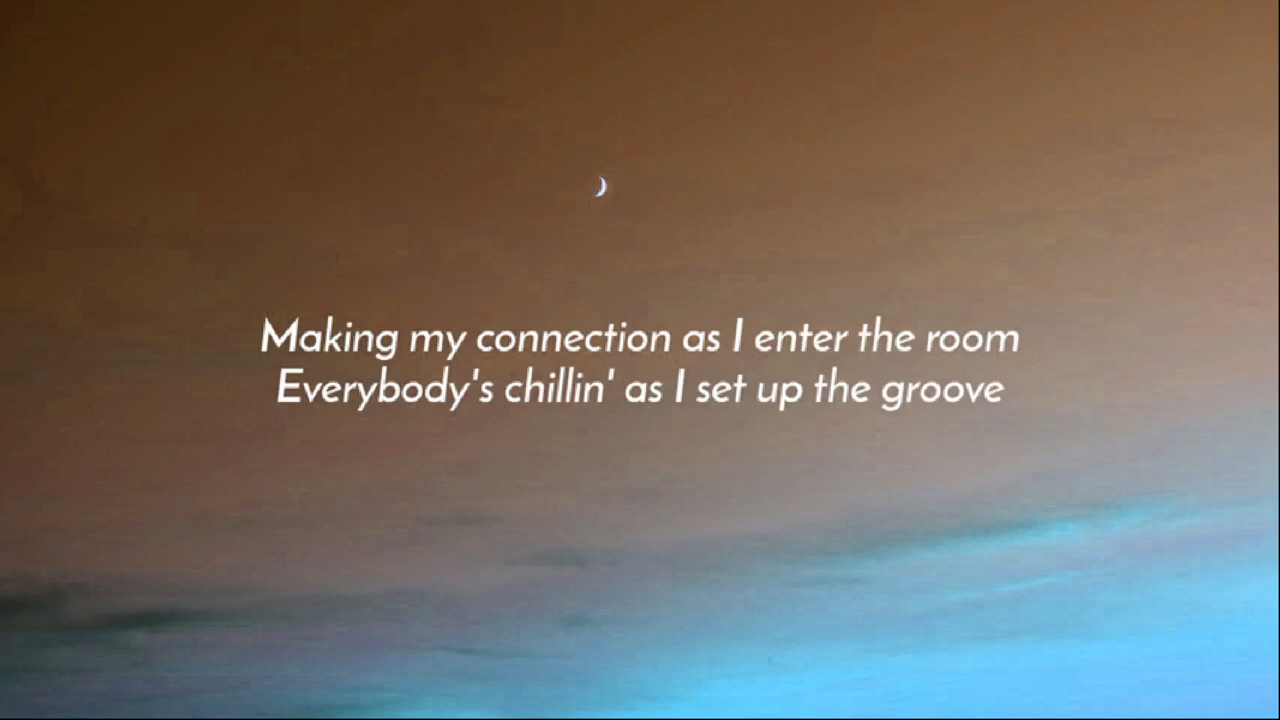 Making my connection as I enter the room
Everybody's chillin' as I set up the groove